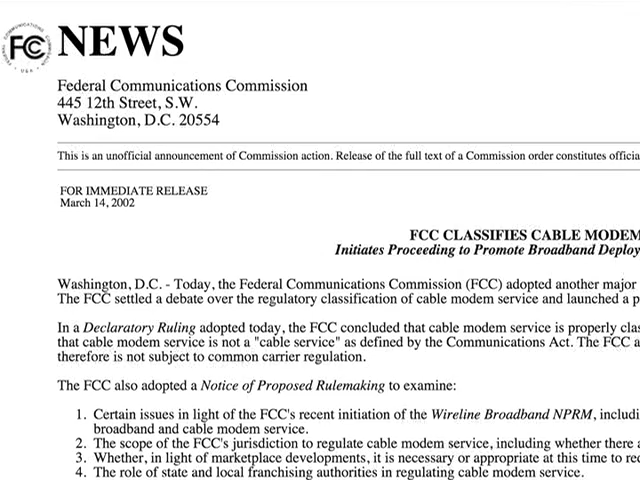 FCC NEWS
Federal Communications Commission
445 12th Street, S.W.
Washington, D.C. 20554
This is an unofficial announcement of Commission action. Release of the full text of a Commission order constitutes officia
FOR IMMEDIATE RELEASE
March 14, 2002
FCC CLASSIFIES CABLE MODEM
Initiates Proceeding to Promote Broadband Deploy
Washington, D.C. - Today, the Federal Communications Commission (FCC) adopted another major
The FCC settled a debate over the regulatory classification of cable modem service and launched a p
In a Declaratory Ruling adopted today, the FCC concluded that cable modem service is properly clas
that cable modem service is not a "cable service" as defined by the Communications Act. The FCC a
therefore is not subject to common carrier regulation.
The FCC also adopted a Notice of Proposed Rulemaking to examine:
1. Certain issues in light of the FCC's recent initiation of the Wireline Broadband NPRM, includi
broadband and cable modem service.
2. The scope of the FCC's jurisdiction to regulate cable modem service, including whether there a
3. Whether, in light of marketplace developments, it is necessary or appropriate at this time to re
4. The role of state and local franchising authorities in regulating cable modem service.